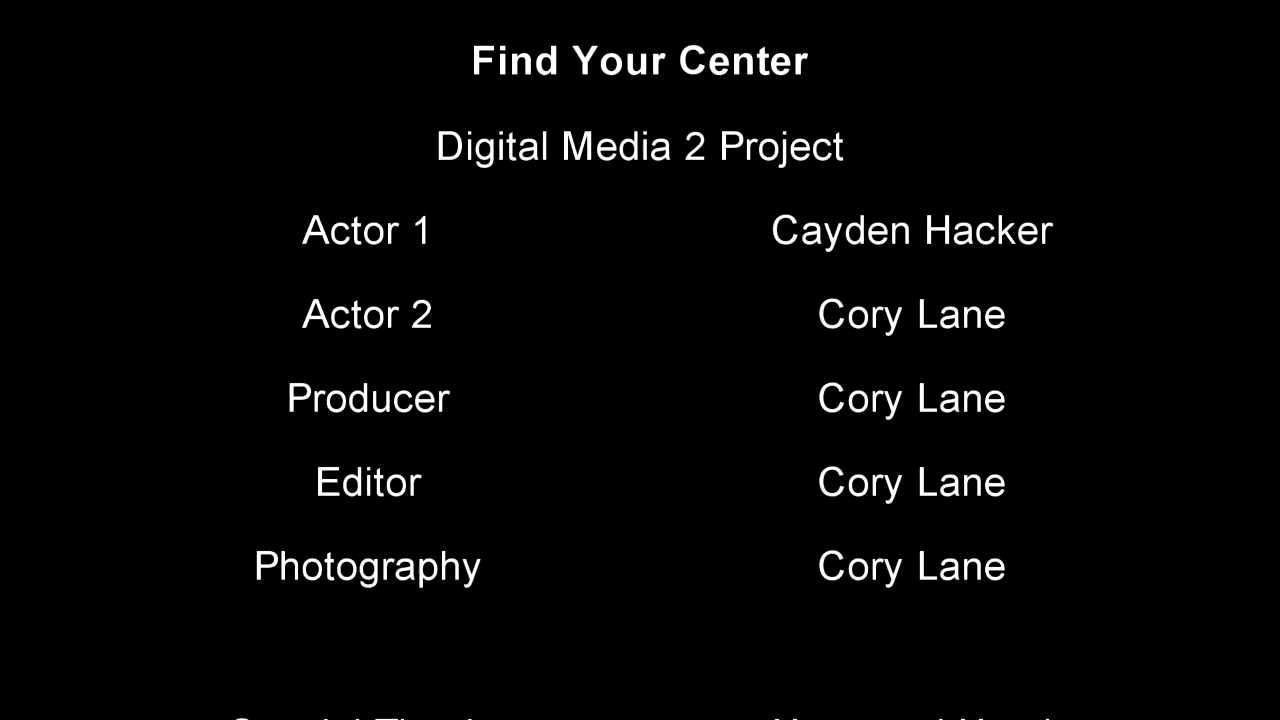 Find Your Center
Digital Media 2 Project
Actor 1 Cayden Hacker
Actor 2 Cory Lane
Producer Cory Lane
Editor Cory Lane
Photography Cory Lane